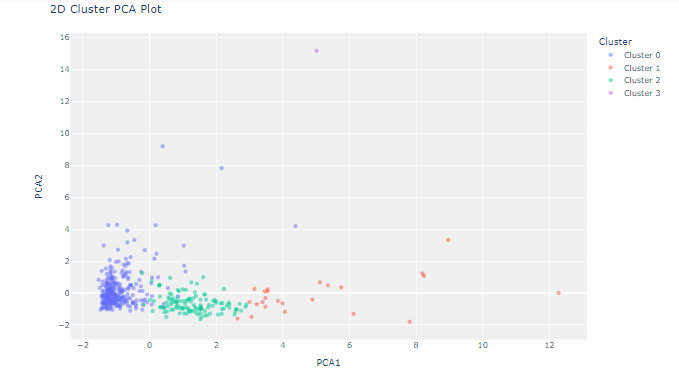 2D Cluster PCA Plot
Cluster
Cluster 0
Cluster 1
Cluster 2
Cluster 3
16
14
12
10
8
6
4
2
0
−2
PCA2
−2
0
2
4
6
8
10
12
PCA1